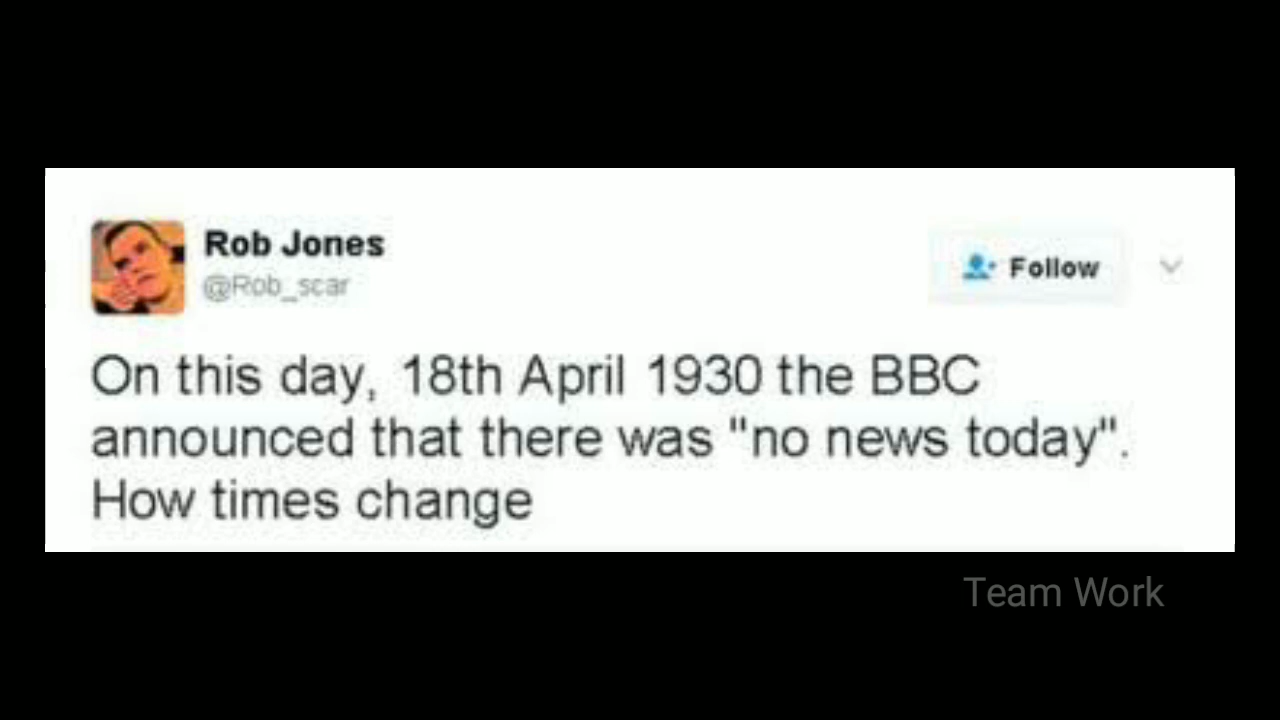 Rob Jones
@Rob_scar
Follow
On this day, 18th April 1930 the BBC
announced that there was "no news today".
How times change
Team Work